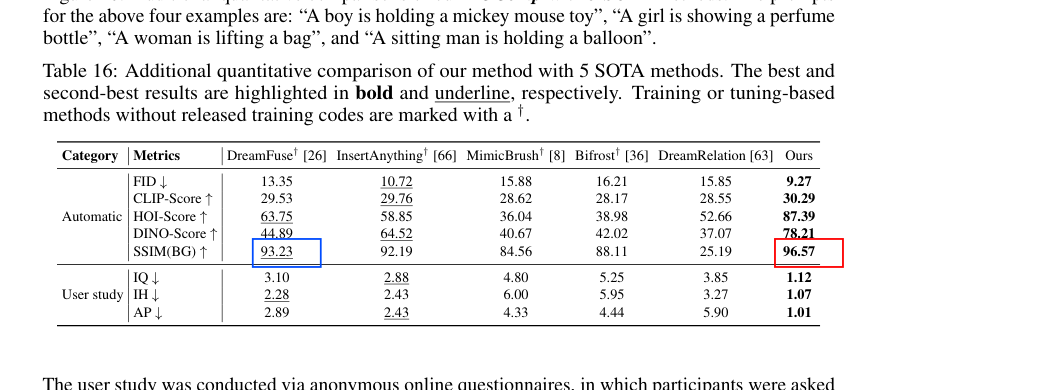 for the above four examples are: “A boy is holding a mickey mouse toy”, “A girl is showing a perfume
bottle”, “A woman is lifting a bag”, and “A sitting man is holding a balloon”.
Table 16: Additional quantitative comparison of our method with 5 SOTA methods. The best and
second-best results are highlighted in bold and underline, respectively. Training or tuning-based
methods without released training codes are marked with a †.
Category Metrics DreamFuse† [26] InsertAnything† [66] MimicBrush† [8] Bifrost† [36] DreamRelation [63] Ours
FID ↓ 13.35 10.72 15.88 16.21 15.85 9.27
CLIP-Score ↑ 29.53 29.76 28.62 28.17 28.55 30.29
Automatic HOI-Score ↑ 63.75 58.85 36.04 38.98 52.66 87.39
DINO-Score ↑ 44.89 64.52 40.67 42.02 37.07 78.21
SSIM(BG) ↑ 93.23 92.19 84.56 88.11 25.19 96.57
IQ ↓ 3.10 2.88 4.80 5.25 3.85 1.12
User study IH ↓ 2.28 2.43 6.00 5.95 3.27 1.07
AP ↓ 2.89 2.43 4.33 4.44 5.90 1.01
The user study was conducted via anonymous online questionnaires, in which participants were asked